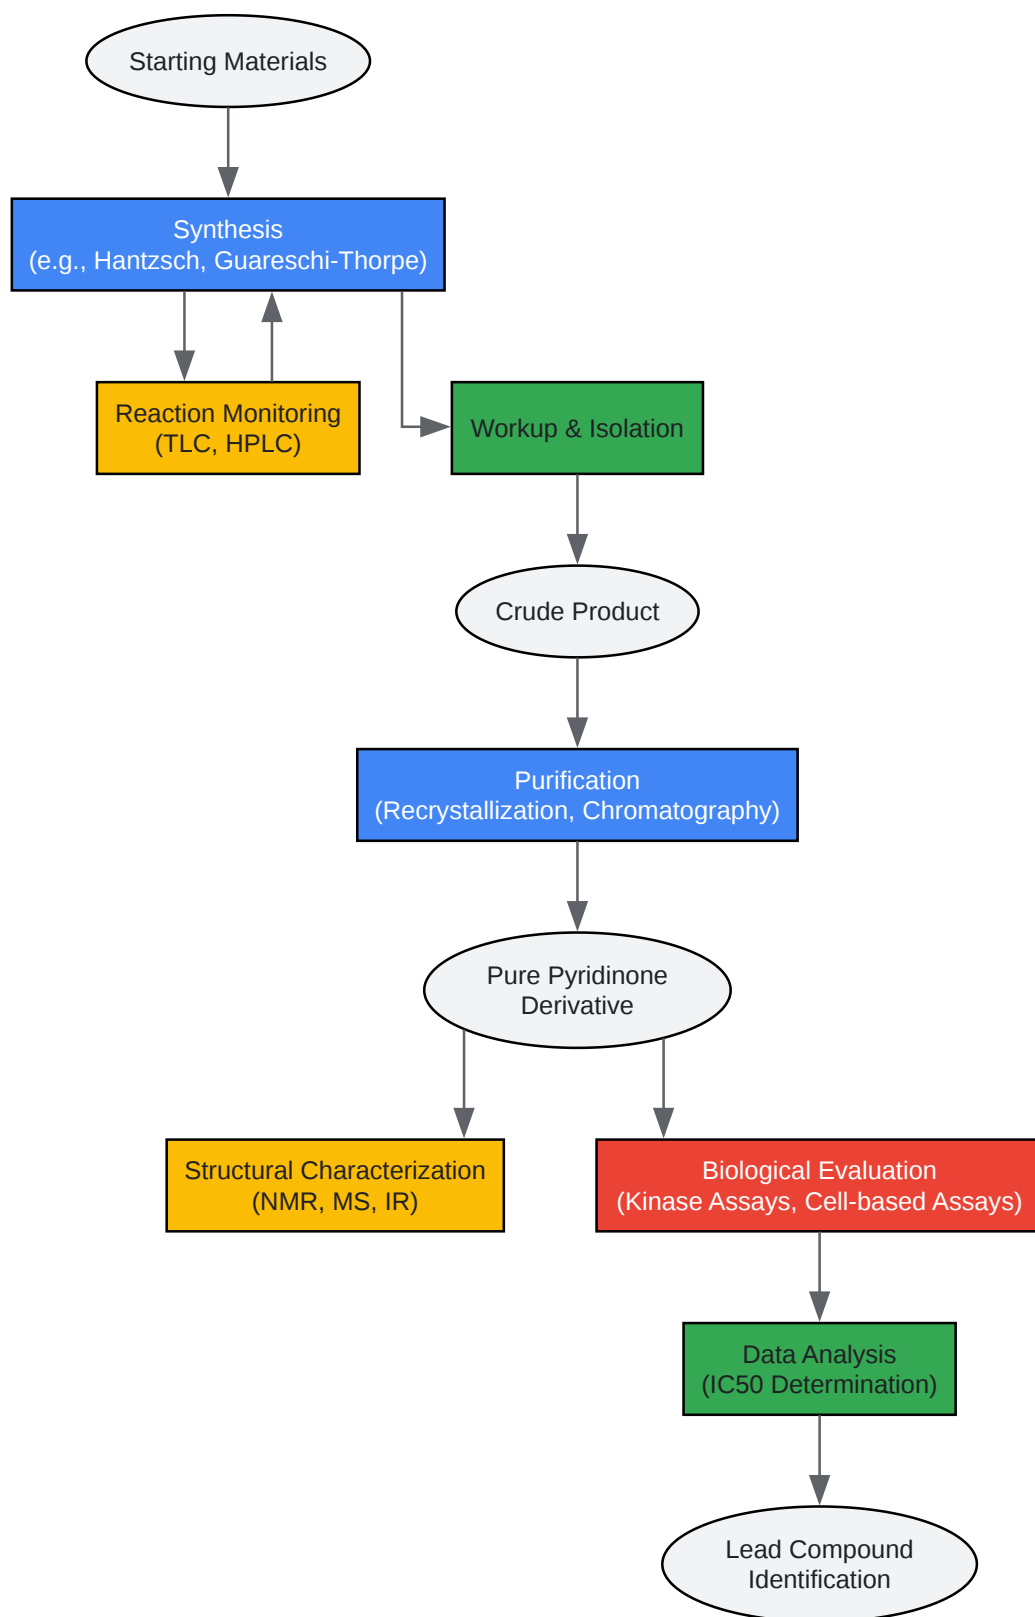 Starting Materials
Synthesis
(e.g., Hantzsch, Guareschi-Thorpe)
Reaction Monitoring
(TLC, HPLC)
Workup & Isolation
Crude Product
Purification
(Recrystallization, Chromatography)
Pure Pyridinone
Derivative
Structural Characterization
(NMR, MS, IR)
Biological Evaluation
(Kinase Assays, Cell-based Assays)
Data Analysis
(IC50 Determination)
Lead Compound
Identification